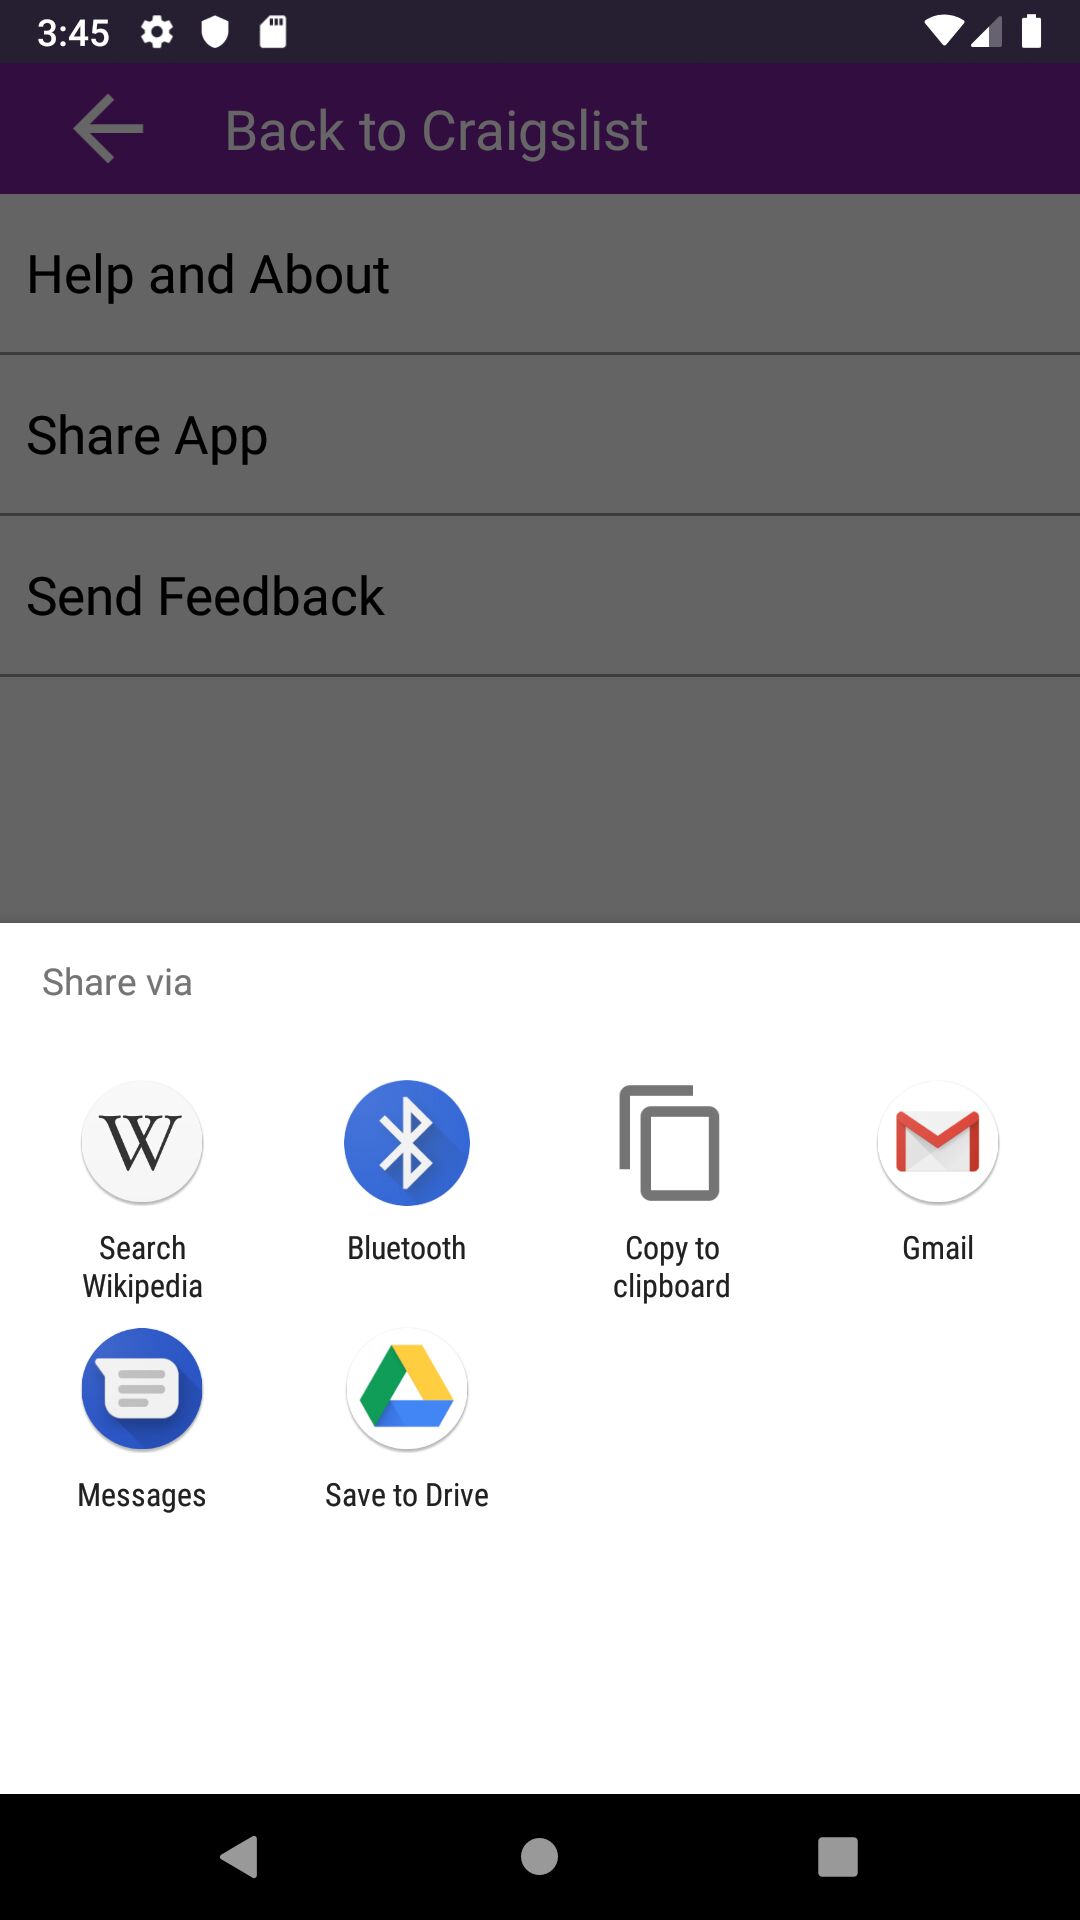 3:45
Back to Craigslist
Help and About
Share App
Send Feedback
Share via
Search
Wikipedia
Bluetooth
Copy to
clipboard
Gmail
Messages
Save to Drive